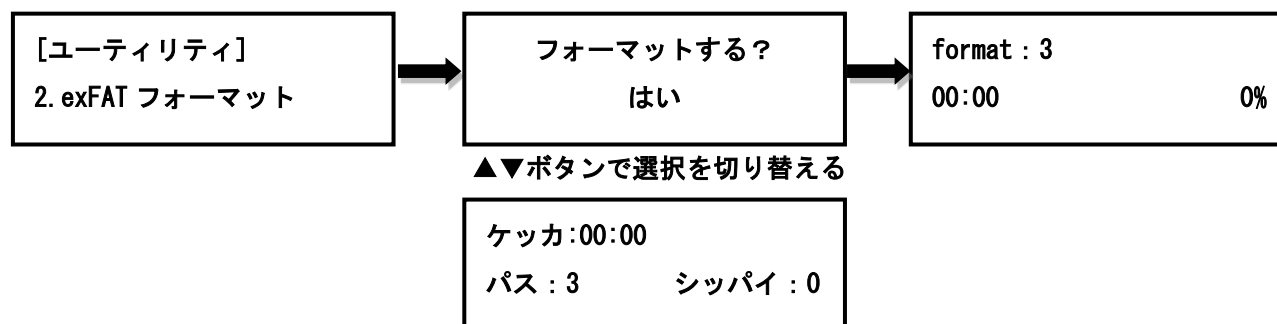 [ユーティリティ]
2.exFAT フォーマット
フォーマットする？
はい
format：3
00:00 0%
▲▼ボタンで選択を切り替える
ケッカ:00:00
パス：3 シッパイ：0